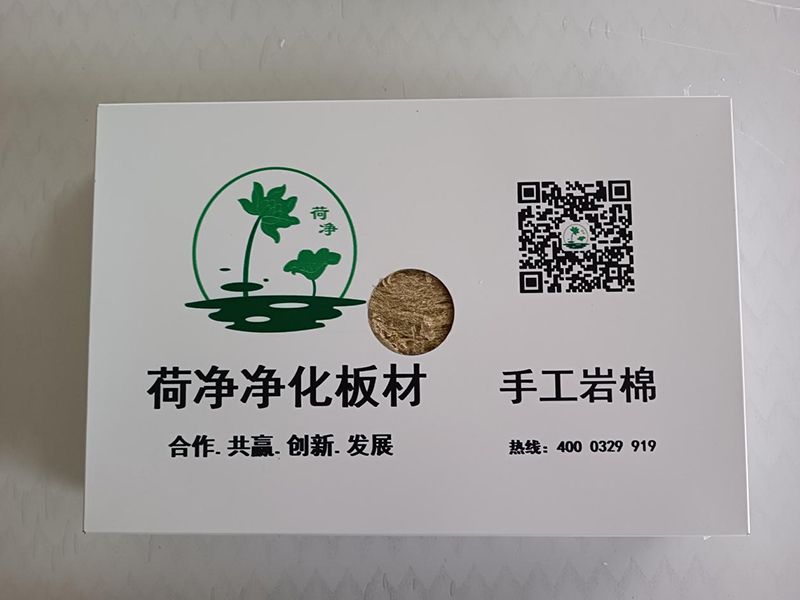 荷净
荷净净化板材
合作.共赢.创新.发展
手工岩棉
热线：400 0329 919